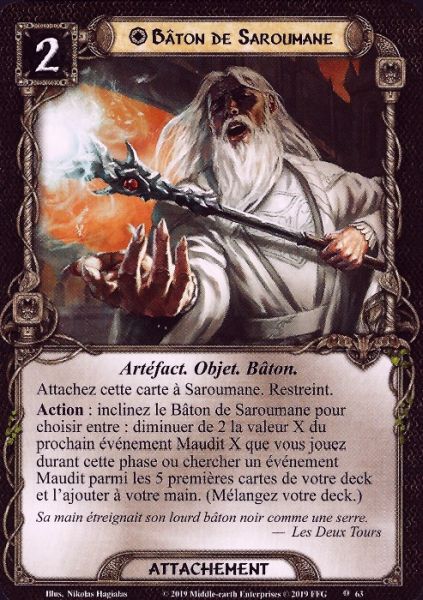 Bâton de Saroumane
2
Artéfact. Objet. Bâton.
Attachez cette carte à Saroumane. Restreint.
Action : inclinez le Bâton de Saroumane pour
choisir entre : diminuer de 2 la valeur X du
prochain événement Maudit X que vous jouez
durant cette phase ou chercher un événement
Maudit parmi les 5 premières cartes de votre deck
et l'ajouter à votre main. (Mélangez votre deck.)
Sa main étreignait son lourd bâton noir comme une serre.
— Les Deux Tours
ATTACHEMENT
Illus. Nikolas Hagialas © 2019 Middle-earth Enterprises © 2019 FFG 63